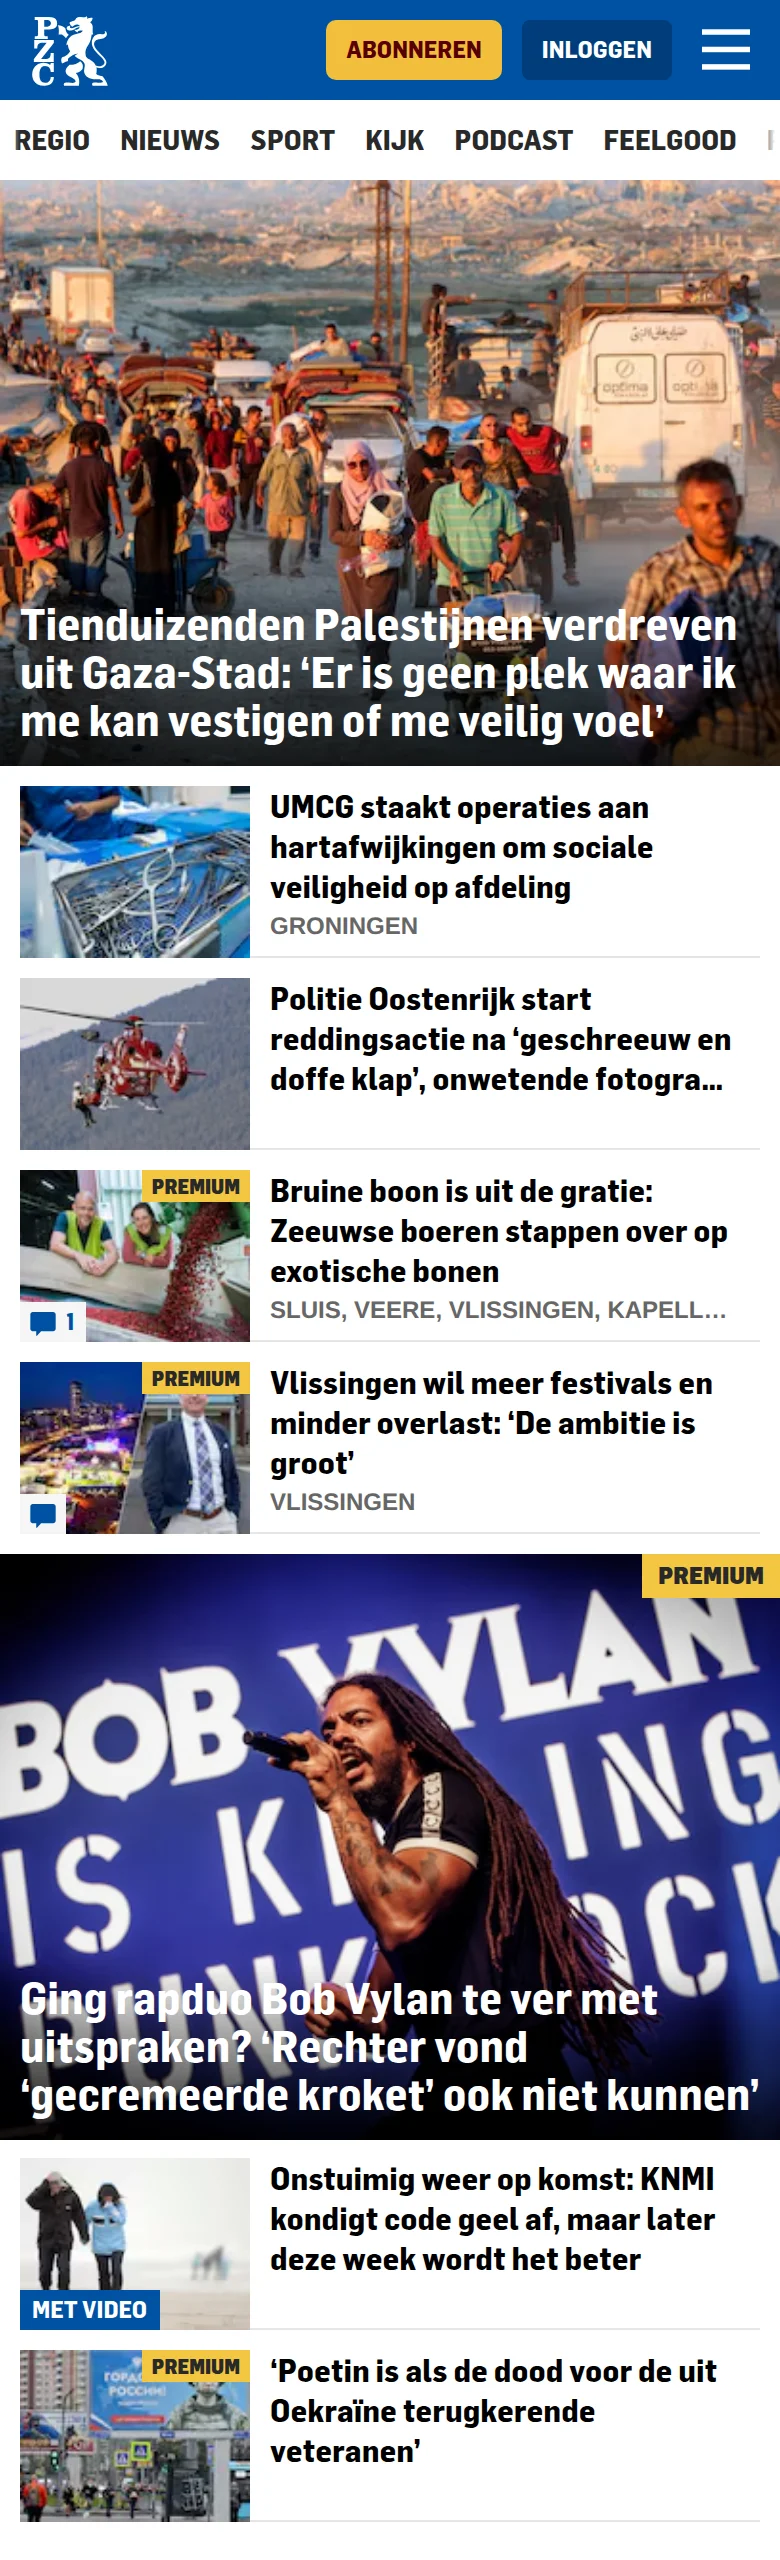 PZC
ABONNEREN
INLOGGEN
REGIO NIEUWS SPORT KIJK PODCAST FEELGOOD
optima
Tienduizenden Palestijnen verdreven
uit Gaza-Stad: ‘Er is geen plek waar ik
me kan vestigen of me veilig voel’
UMCG staakt operaties aan
hartafwijkingen om sociale
veiligheid op afdeling
GRONINGEN
Politie Oostenrijk start
reddingsactie na ‘geschreeuw en
doffe klap’, onwetende fotogra...
PREMIUM
1
Bruine boon is uit de gratie:
Zeeuwse boeren stappen over op
exotische bonen
SLUIS, VEERE, VLISSINGEN, KAPELL...
PREMIUM
Vlissingen wil meer festivals en
minder overlast: ‘De ambitie is
groot’
VLISSINGEN
PREMIUM
BOB VYLAN
IS
Ging rapduo Bob Vylan te ver met
uitspraken? ‘Rechter vond
‘gecremeerde kroket’ ook niet kunnen’
MET VIDEO
Onstuimig weer op komst: KNMI
kondigt code geel af, maar later
deze week wordt het beter
PREMIUM
РОССИИ!
‘Poetin is als de dood voor de uit
Oekraïne terugkerende
veteranen’